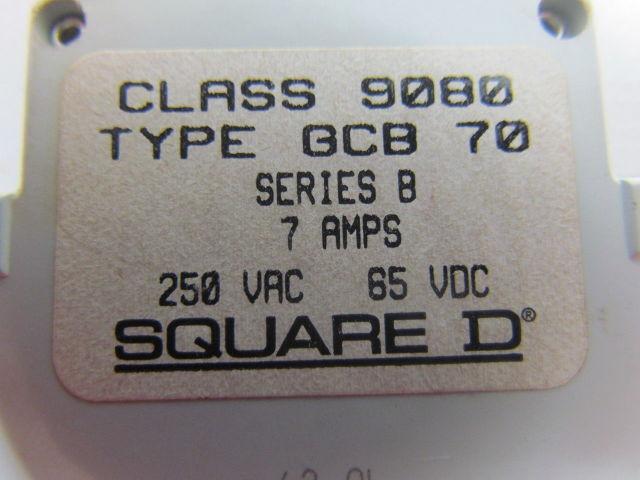 CLASS 9080
TYPE GCB 70
SERIES B
7 AMPS
250 VAC 65 VDC
SQUARE D®